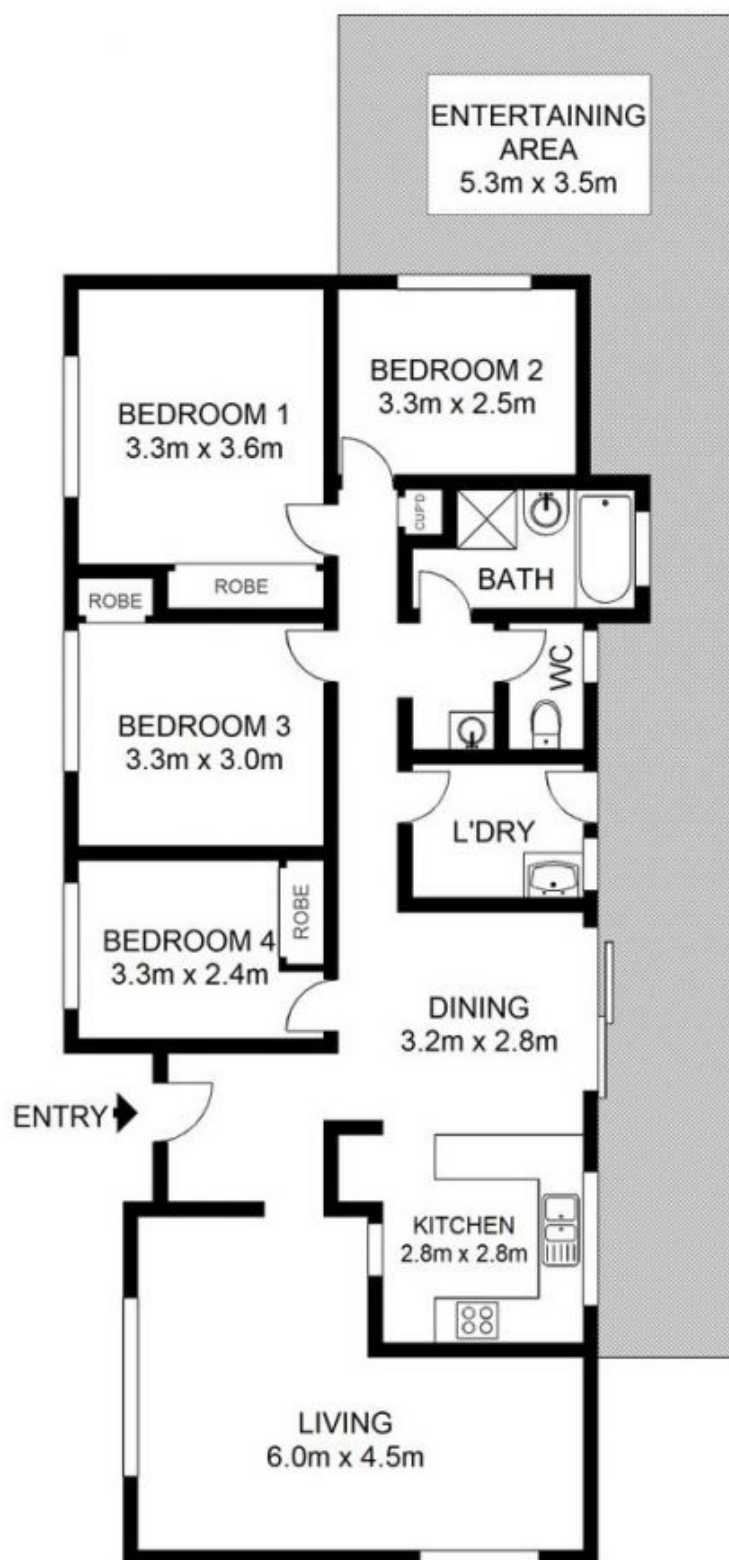 ENTERTAINING
AREA
5.3m x 3.5m
BEDROOM 2
3.3m x 2.5m
BEDROOM 1
3.3m x 3.6m
CUP'D
BATH
ROBE
ROBE
WC
BEDROOM 3
3.3m x 3.0m
L'DRY
ROBE
BEDROOM 4
3.3m x 2.4m
DINING
3.2m x 2.8m
ENTRY
KITCHEN
2.8m x 2.8m
LIVING
6.0m x 4.5m